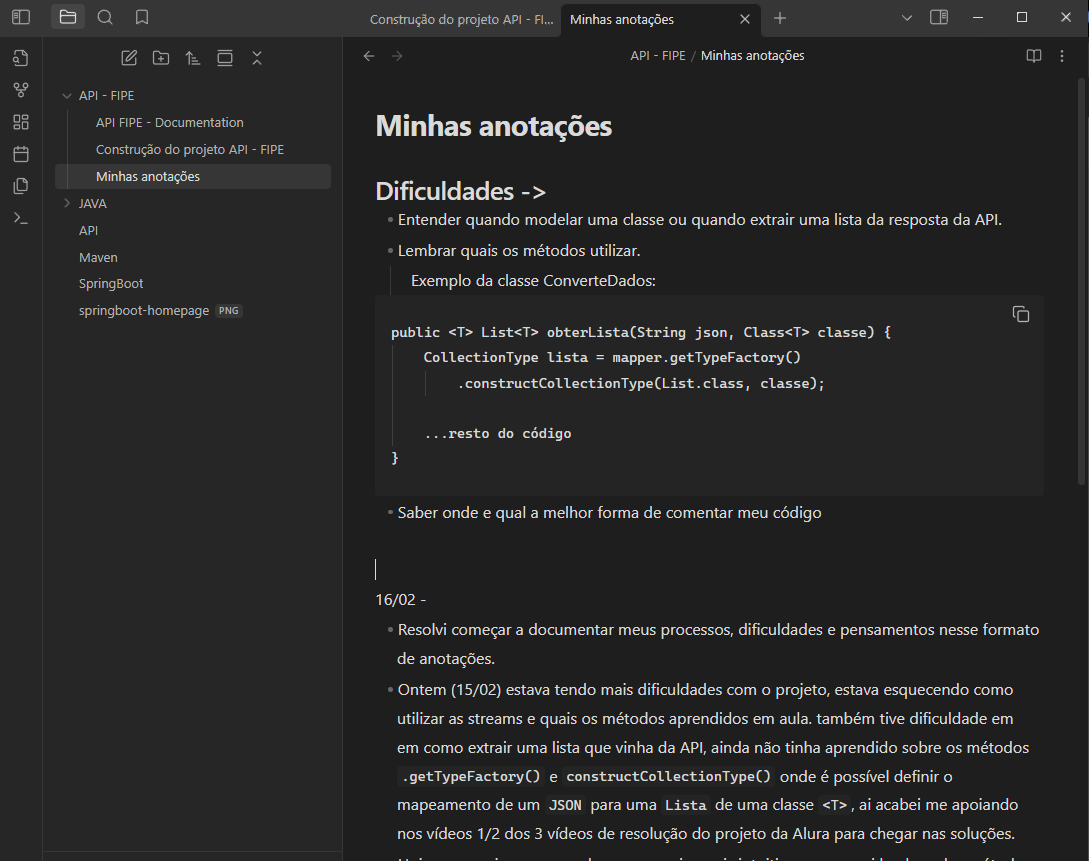 Construção do projeto API - FI...
Minhas anotações
API - FIPE / Minhas anotações
API - FIPE
API FIPE - Documentation
Construção do projeto API - FIPE
Minhas anotações
JAVA
API
Maven
SpringBoot
springboot-homepage PNG
Minhas anotações
Dificuldades ->
Entender quando modelar uma classe ou quando extrair uma lista da resposta da API.
Lembrar quais os métodos utilizar.
Exemplo da classe ConverteDados:
public <T> List<T> obterLista(String json, Class<T> classe) {
CollectionType lista = mapper.getTypeFactory()
.constructCollectionType(List.class, classe);
...resto do código
}
Saber onde e qual a melhor forma de comentar meu código
16/02 -
Resolvi começar a documentar meus processos, dificuldades e pensamentos nesse formato
de anotações.
Ontem (15/02) estava tendo mais dificuldades com o projeto, estava esquecendo como
utilizar as streams e quais os métodos aprendidos em aula. também tive dificuldade em
em como extrair uma lista que vinha da API, ainda não tinha aprendido sobre os métodos
.getTypeFactory() e constructCollectionType() onde é possível definir o
mapeamento de um JSON para uma Lista de uma classe <T>, ai acabei me apoiando
nos vídeos 1/2 dos 3 vídeos de resolução do projeto da Alura para chegar nas soluções.